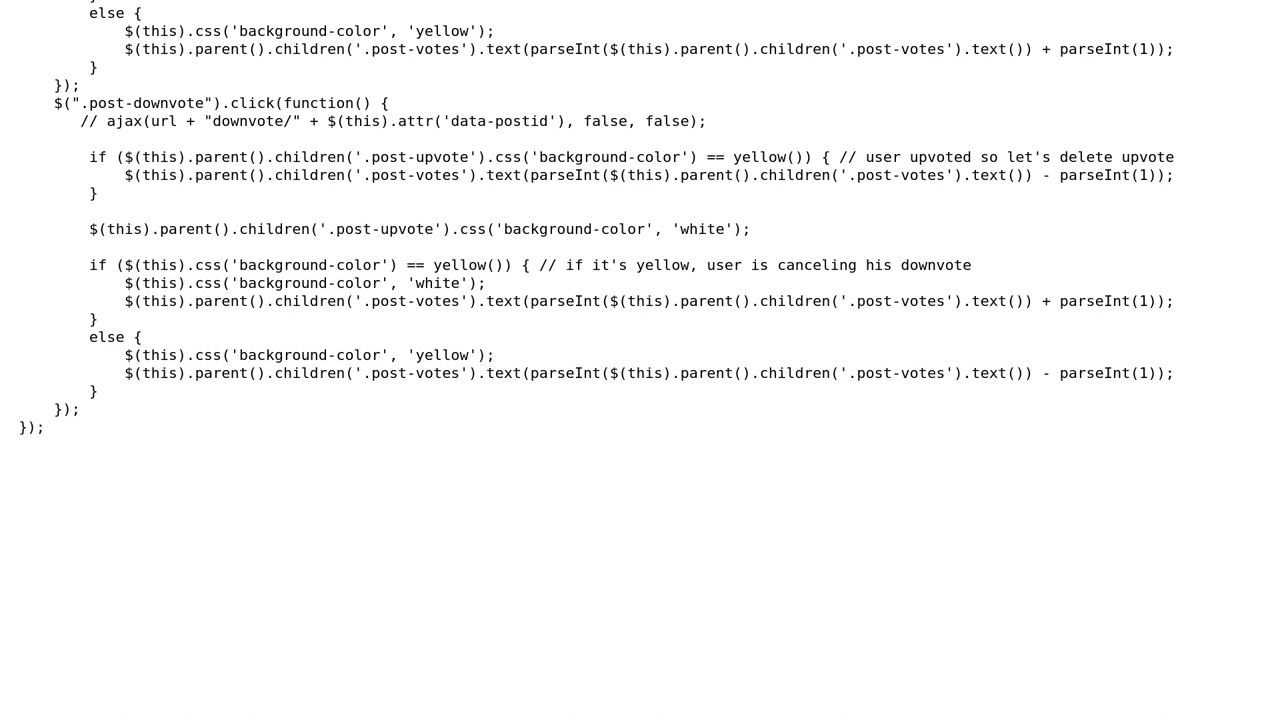 else {
$(this).css('background-color', 'yellow');
$(this).parent().children('.post-votes').text(parseInt($(this).parent().children('.post-votes').text()) + parseInt(1));
}
});
$(".post-downvote").click(function() {
// ajax(url + "downvote/" + $(this).attr('data-postid'), false, false);
if ($(this).parent().children('.post-upvote').css('background-color') == yellow()) { // user upvoted so let's delete upvote
$(this).parent().children('.post-votes').text(parseInt($(this).parent().children('.post-votes').text()) - parseInt(1));
}
$(this).parent().children('.post-upvote').css('background-color', 'white');
if ($(this).css('background-color') == yellow()) { // if it's yellow, user is canceling his downvote
$(this).css('background-color', 'white');
$(this).parent().children('.post-votes').text(parseInt($(this).parent().children('.post-votes').text()) + parseInt(1));
}
else {
$(this).css('background-color', 'yellow');
$(this).parent().children('.post-votes').text(parseInt($(this).parent().children('.post-votes').text()) - parseInt(1));
}
});
});